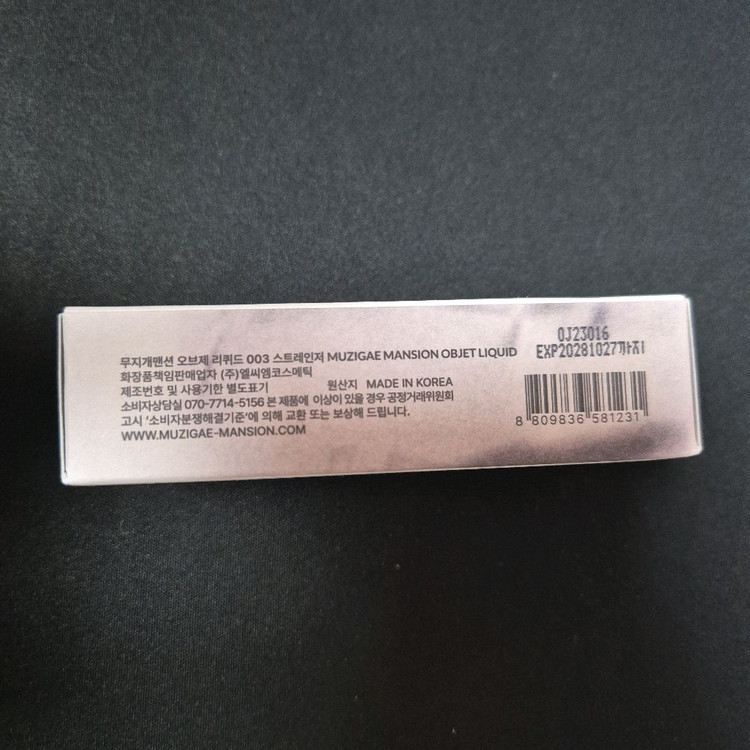 무지개맨션 오브제 리퀴드 003 스트레인저 MUZIGAE MANSION OBJET LIQUID
화장품책임판매업자 (주)엘씨엠코스메틱
제조번호 및 사용기한 별도표기 원산지 MADE IN KOREA
소비자상담실 070-7714-5156 본 제품에 이상이 있을 경우 공정거래위원회
고시 '소비자분쟁해결기준'에 의해 교환 또는 보상해 드립니다.
WWW.MUZIGAE-MANSION.COM
OJ23016
EXP20281027까지
8 809836 581231